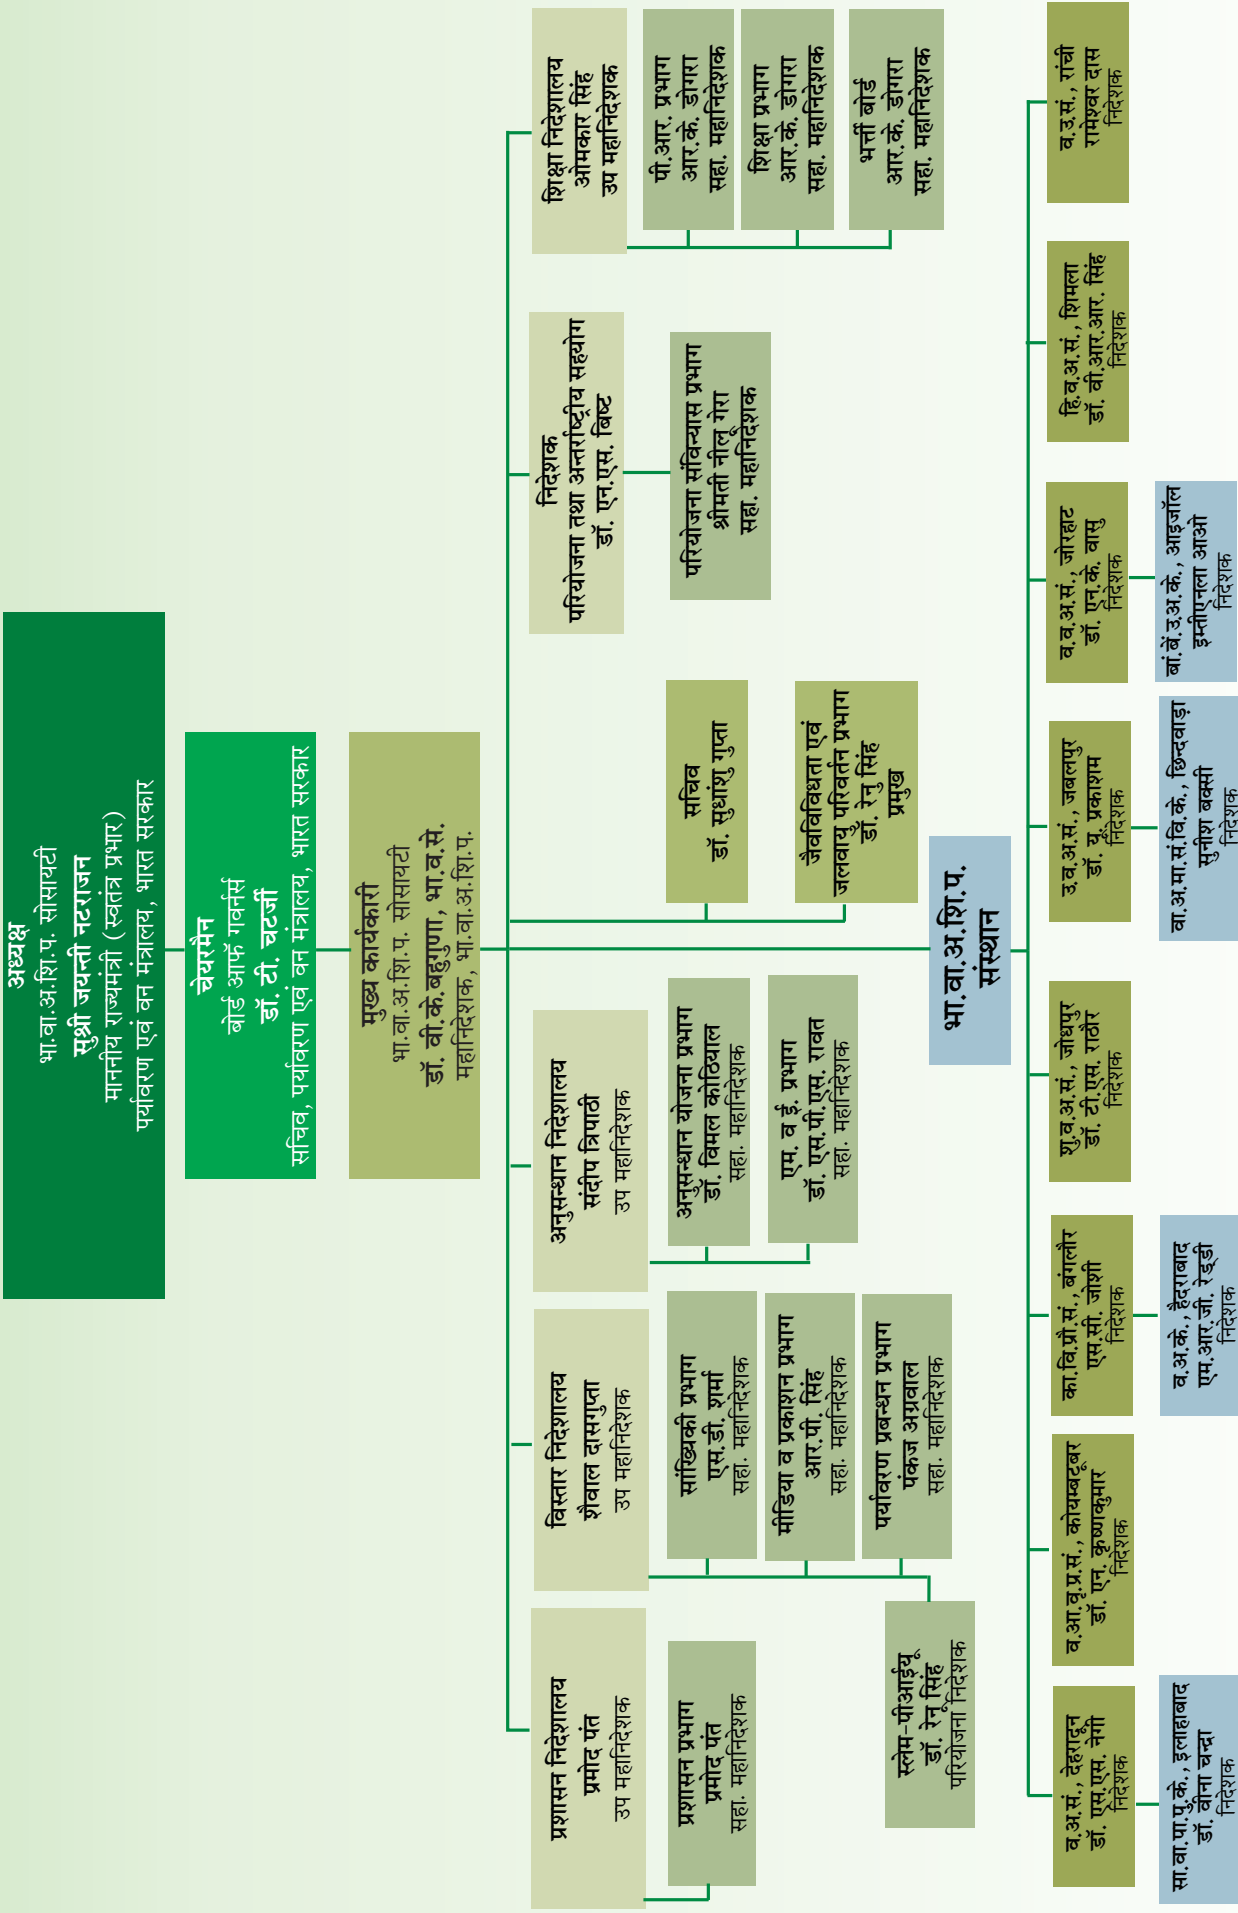 अध्यक्ष
भा.वा.अ.शि.प. सोसायटी
सुश्री जयन्ती नटराजन
माननीय राज्यमंत्री (स्वतंत्र प्रभार)
पर्यावरण एवं वन मंत्रालय, भारत सरकार
चेयरमैन
बोर्ड आफॅ गवर्नर्स
डॉ. टी. चटर्जी
सचिव, पर्यावरण एवं वन मंत्रालय, भारत सरकार
मुख्य कार्यकारी
भा.वा.अ.शि.प. सोसायटी
डॉ. वी.के.बहुगुणा, भा.व.से.
महानिदेशक, भा.वा.अ.शि.प.
प्रशासन निदेशालय
प्रमोद पंत
उप महानिदेशक
प्रशासन प्रभाग
प्रमोद पंत
सहा. महानिदेशक
विस्तार निदेशालय
शैवाल दासगुप्ता
उप महानिदेशक
सांख्यिकी प्रभाग
एस.डी. शर्मा
सहा. महानिदेशक
मीडिया व प्रकाशन प्रभाग
आर.पी. सिंह
सहा. महानिदेशक
पर्यावरण प्रबन्धन प्रभाग
पंकज अग्रवाल
सहा. महानिदेशक
स्लेम-पीआईयू
डॉ. रेनू सिंह
परियोजना निदेशक
अनुसन्धान निदेशालय
संदीप त्रिपाठी
उप महानिदेशक
अनुसन्धान योजना प्रभाग
डॉ. विमल कोठियाल
सहा. महानिदेशक
एम. व ई. प्रभाग
डॉ. एस.पी.एस. रावत
सहा. महानिदेशक
सचिव
डॉ. सुधांशु गुप्ता
जैवविविधता एवं
जलवायु परिवर्तन प्रभाग
डॉ. रेनु सिंह
प्रमुख
निदेशक
परियोजना तथा अन्तर्राष्ट्रीय सहयोग
डॉ. एन.एस. बिष्ट
परियोजना संविन्यास प्रभाग
श्रीमती नीलू गेरा
सहा. महानिदेशक
शिक्षा निदेशालय
ओमकार सिंह
उप महानिदेशक
पी.आर. प्रभाग
आर.के. डोगरा
सहा. महानिदेशक
शिक्षा प्रभाग
आर.के. डोगरा
सहा. महानिदेशक
भर्त्ती बोर्ड
आर.के. डोगरा
सहा. महानिदेशक
भा.वा.अ.शि.प.
संस्थान
व.अ.सं., देहरादून
डॉ. एस.एस. नेगी
निदेशक
सा.वा.पा.पु.के., इलाहाबाद
डॉ. वीना चन्द्रा
निदेशक
व.आ.वृ.प्र.सं., कोयम्बटूबर
डॉ. एन. कृष्णकुमार
निदेशक
का.वि.प्रौ.सं., बंगलौर
एस.सी. जोशी
निदेशक
व.अ.के., हैदराबाद
एम.आर.जी. रेड्डी
निदेशक
शु.व.अ.सं., जोधपुर
डॉ. टी.एस. राठौर
निदेशक
उ.व.अ.सं., जबलपुर
डॉ. यू. प्रकाशम
निदेशक
वा.अ.मा.सं.वि.के., छिन्दवाड़ा
सुनीश बक्सी
निदेशक
व.व.अ.सं., जोरहाट
डॉ. एन.के. वासु
निदेशक
बां.बें.उ.अ.के., आइजॉल
इम्तीएनला आओ
निदेशक
हि.व.अ.सं., शिमला
डॉ. वी.आर.आर. सिंह
निदेशक
व.उ.सं., रांची
रामेश्वर दास
निदेशक